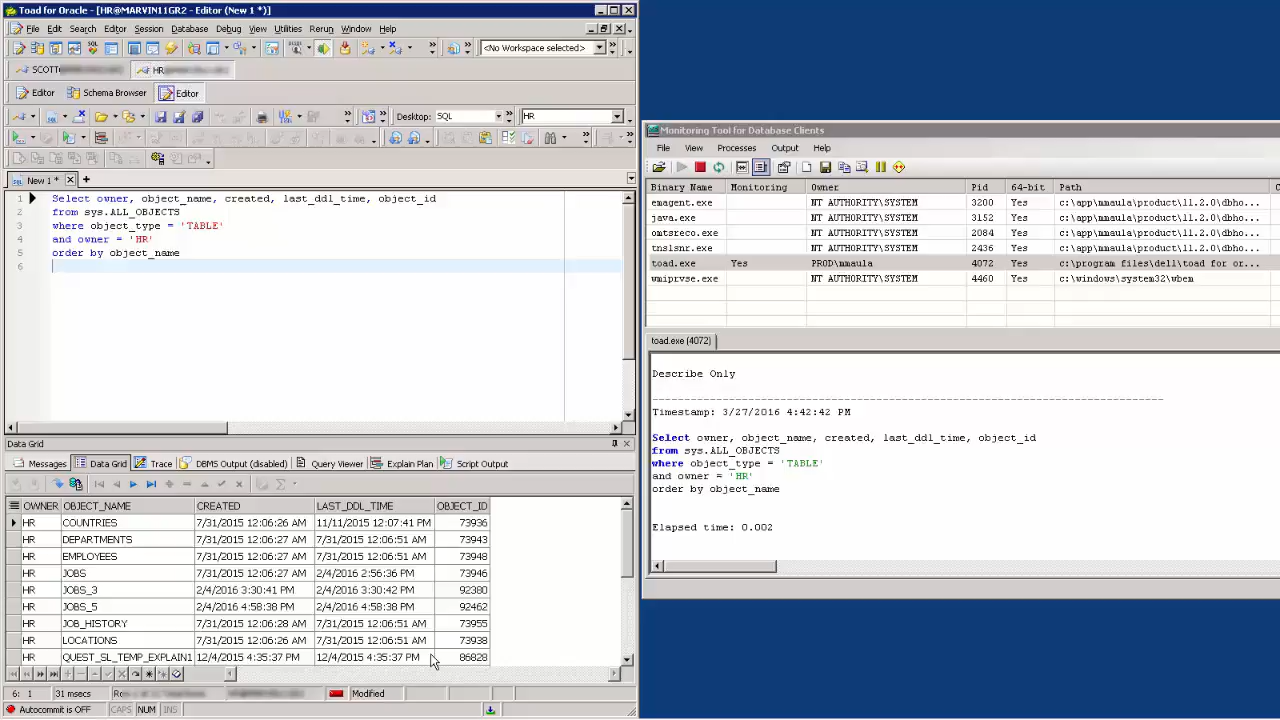 Toad for Oracle - [HR@MARVIN11GR2 - Editor (New 1 *)]
File Edit Search Editor Session Database Debug View Utilities Rerun Window Help
<No Workspace selected>
SCOTT HR
Editor Schema Browser Editor
Desktop: SQL HR
New 1 *
1 Select owner, object_name, created, last_ddl_time, object_id
2 from sys.ALL_OBJECTS
3 where object_type = 'TABLE'
4 and owner = 'HR'
5 order by object_name
6
Data Grid
Messages Data Grid Trace DBMS Output (disabled) Query Viewer Explain Plan Script Output
OWNER OBJECT_NAME CREATED LAST_DDL_TIME OBJECT_ID
HR COUNTRIES 7/31/2015 12:06:26 AM 11/11/2015 12:07:41 PM 73936
HR DEPARTMENTS 7/31/2015 12:06:27 AM 7/31/2015 12:06:51 AM 73943
HR EMPLOYEES 7/31/2015 12:06:27 AM 7/31/2015 12:06:51 AM 73948
HR JOBS 7/31/2015 12:06:27 AM 2/4/2016 2:56:36 PM 73946
HR JOBS_3 2/4/2016 3:30:41 PM 2/4/2016 3:30:42 PM 92380
HR JOBS_5 2/4/2016 4:58:38 PM 2/4/2016 4:58:38 PM 92462
HR JOB_HISTORY 7/31/2015 12:06:28 AM 7/31/2015 12:06:51 AM 73955
HR LOCATIONS 7/31/2015 12:06:26 AM 7/31/2015 12:06:51 AM 73938
HR QUEST_SL_TEMP_EXPLAIN1 12/4/2015 4:35:37 PM 12/4/2015 4:35:37 PM 86828
6: 1 31 msecs Modified
Autocommit is OFF CAPS NUM INS
Monitoring Tool for Database Clients
File View Processes Output Help
Binary Name Monitoring Owner Pid 64-bit Path
emagent.exe NT AUTHORITY\SYSTEM 3200 Yes c:\app\mmaula\product\11.2.0\dbho...
java.exe NT AUTHORITY\SYSTEM 3152 Yes c:\app\mmaula\product\11.2.0\dbho...
omtsreco.exe NT AUTHORITY\SYSTEM 2084 Yes c:\app\mmaula\product\11.2.0\dbho...
tnslsnr.exe NT AUTHORITY\SYSTEM 2436 Yes c:\app\mmaula\product\11.2.0\dbho...
toad.exe Yes PROD\mmaula 4072 Yes c:\program files\dell\toad for or...
wmiprvse.exe NT AUTHORITY\SYSTEM 4460 Yes c:\windows\system32\wbem
toad.exe (4072)
Describe Only
Timestamp: 3/27/2016 4:42:42 PM
Select owner, object_name, created, last_ddl_time, object_id
from sys.ALL_OBJECTS
where object_type = 'TABLE'
and owner = 'HR'
order by object_name
Elapsed time: 0.002